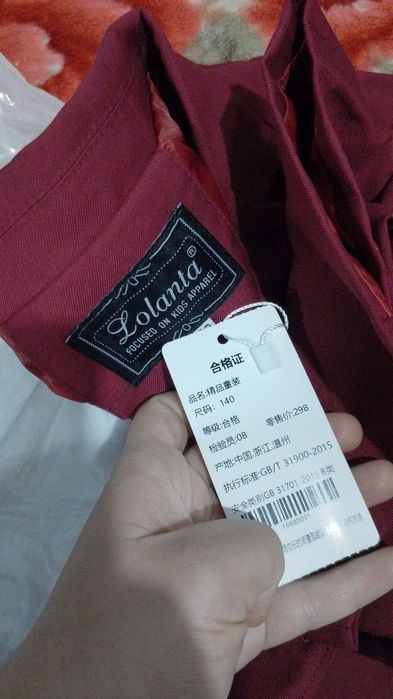 Lolanta®
FOCUSED ON KIDS APPAREL
合格证
品名:精品童装
尺码: 140
等级:合格 零售价:298
检验员:08
产地:中国.浙江.温州
执行标准:GB/T 31900-2015
安全类别GB 31701-2015 B类
18880001